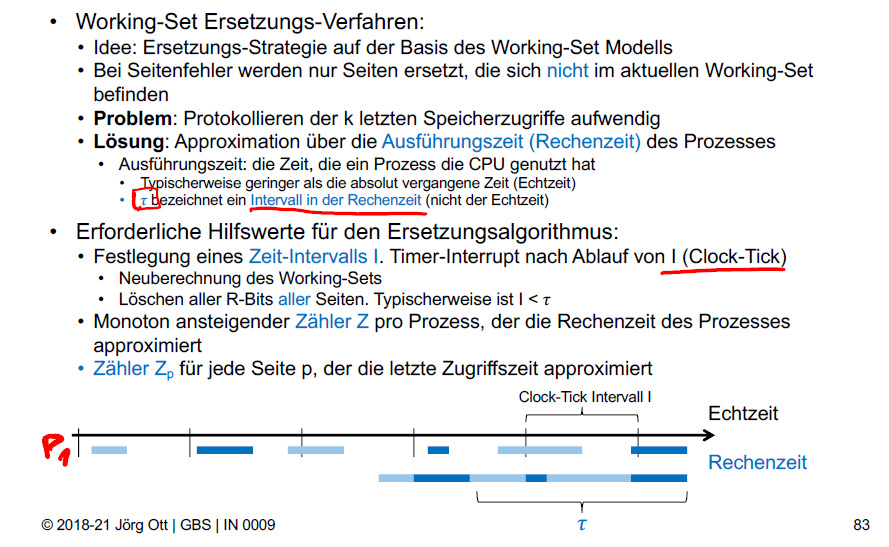 • Working-Set Ersetzungs-Verfahren:
• Idee: Ersetzungs-Strategie auf der Basis des Working-Set Modells
• Bei Seitenfehler werden nur Seiten ersetzt, die sich nicht im aktuellen Working-Set
befinden
• Problem: Protokollieren der k letzten Speicherzugriffe aufwendig
• Lösung: Approximation über die Ausführungszeit (Rechenzeit) des Prozesses
• Ausführungszeit: die Zeit, die ein Prozess die CPU genutzt hat
• Typischerweise geringer als die absolut vergangene Zeit (Echtzeit)
• τ bezeichnet ein Intervall in der Rechenzeit (nicht der Echtzeit)
• Erforderliche Hilfswerte für den Ersetzungsalgorithmus:
• Festlegung eines Zeit-Intervalls I. Timer-Interrupt nach Ablauf von I (Clock-Tick)
• Neuberechnung des Working-Sets
• Löschen aller R-Bits aller Seiten. Typischerweise ist I < τ
• Monoton ansteigender Zähler Z pro Prozess, der die Rechenzeit des Prozesses
approximiert
• Zähler Zp für jede Seite p, der die letzte Zugriffszeit approximiert
Clock-Tick Intervall I
Echtzeit
P1
Rechenzeit
τ
© 2018-21 Jörg Ott | GBS | IN 0009
83